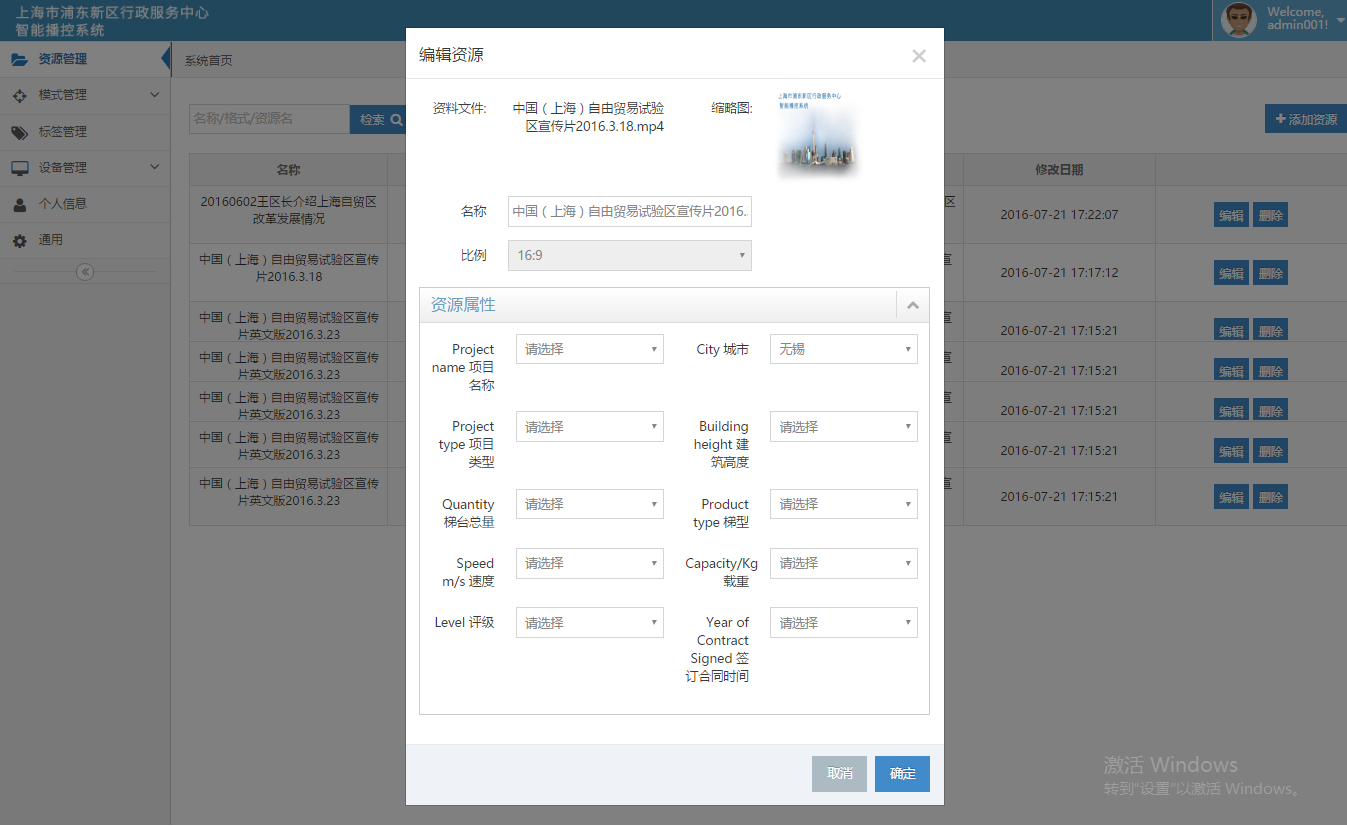 上海市浦东新区行政服务中心
智能播控系统
Welcome,
admin001!
资源管理
模式管理
标签管理
设备管理
个人信息
通用
系统首页
名称/格式/资源名
检索
添加资源
名称
修改日期
20160602王区长介绍上海自贸区
改革发展情况
区
2016-07-21 17:22:07
编辑
删除
中国（上海）自由贸易试验区宣传
片2016.3.18
宣
2016-07-21 17:17:12
编辑
删除
中国（上海）自由贸易试验区宣传
片英文版2016.3.23
宣
2016-07-21 17:15:21
编辑
删除
中国（上海）自由贸易试验区宣传
片英文版2016.3.23
宣
2016-07-21 17:15:21
编辑
删除
中国（上海）自由贸易试验区宣传
片英文版2016.3.23
宣
2016-07-21 17:15:21
编辑
删除
中国（上海）自由贸易试验区宣传
片英文版2016.3.23
宣
2016-07-21 17:15:21
编辑
删除
中国（上海）自由贸易试验区宣传
片英文版2016.3.23
宣
2016-07-21 17:15:21
编辑
删除
编辑资源
×
资料文件:
中国（上海）自由贸易试验
区宣传片2016.3.18.mp4
缩略图:
上海市浦东新区行政服务中心
智能播控系统
名称
中国（上海）自由贸易试验区宣传片2016..
比例
16:9
资源属性
Project
name 项目
名称
请选择
City 城市
无锡
Project
type 项目
类型
请选择
Building
height 建
筑高度
请选择
Quantity
梯台总量
请选择
Product
type 梯型
请选择
Speed
m/s 速度
请选择
Capacity/Kg
载重
请选择
Level 评级
请选择
Year of
Contract
Signed 签
订合同时间
请选择
取消
确定
激活 Windows
转到"设置"以激活 Windows。